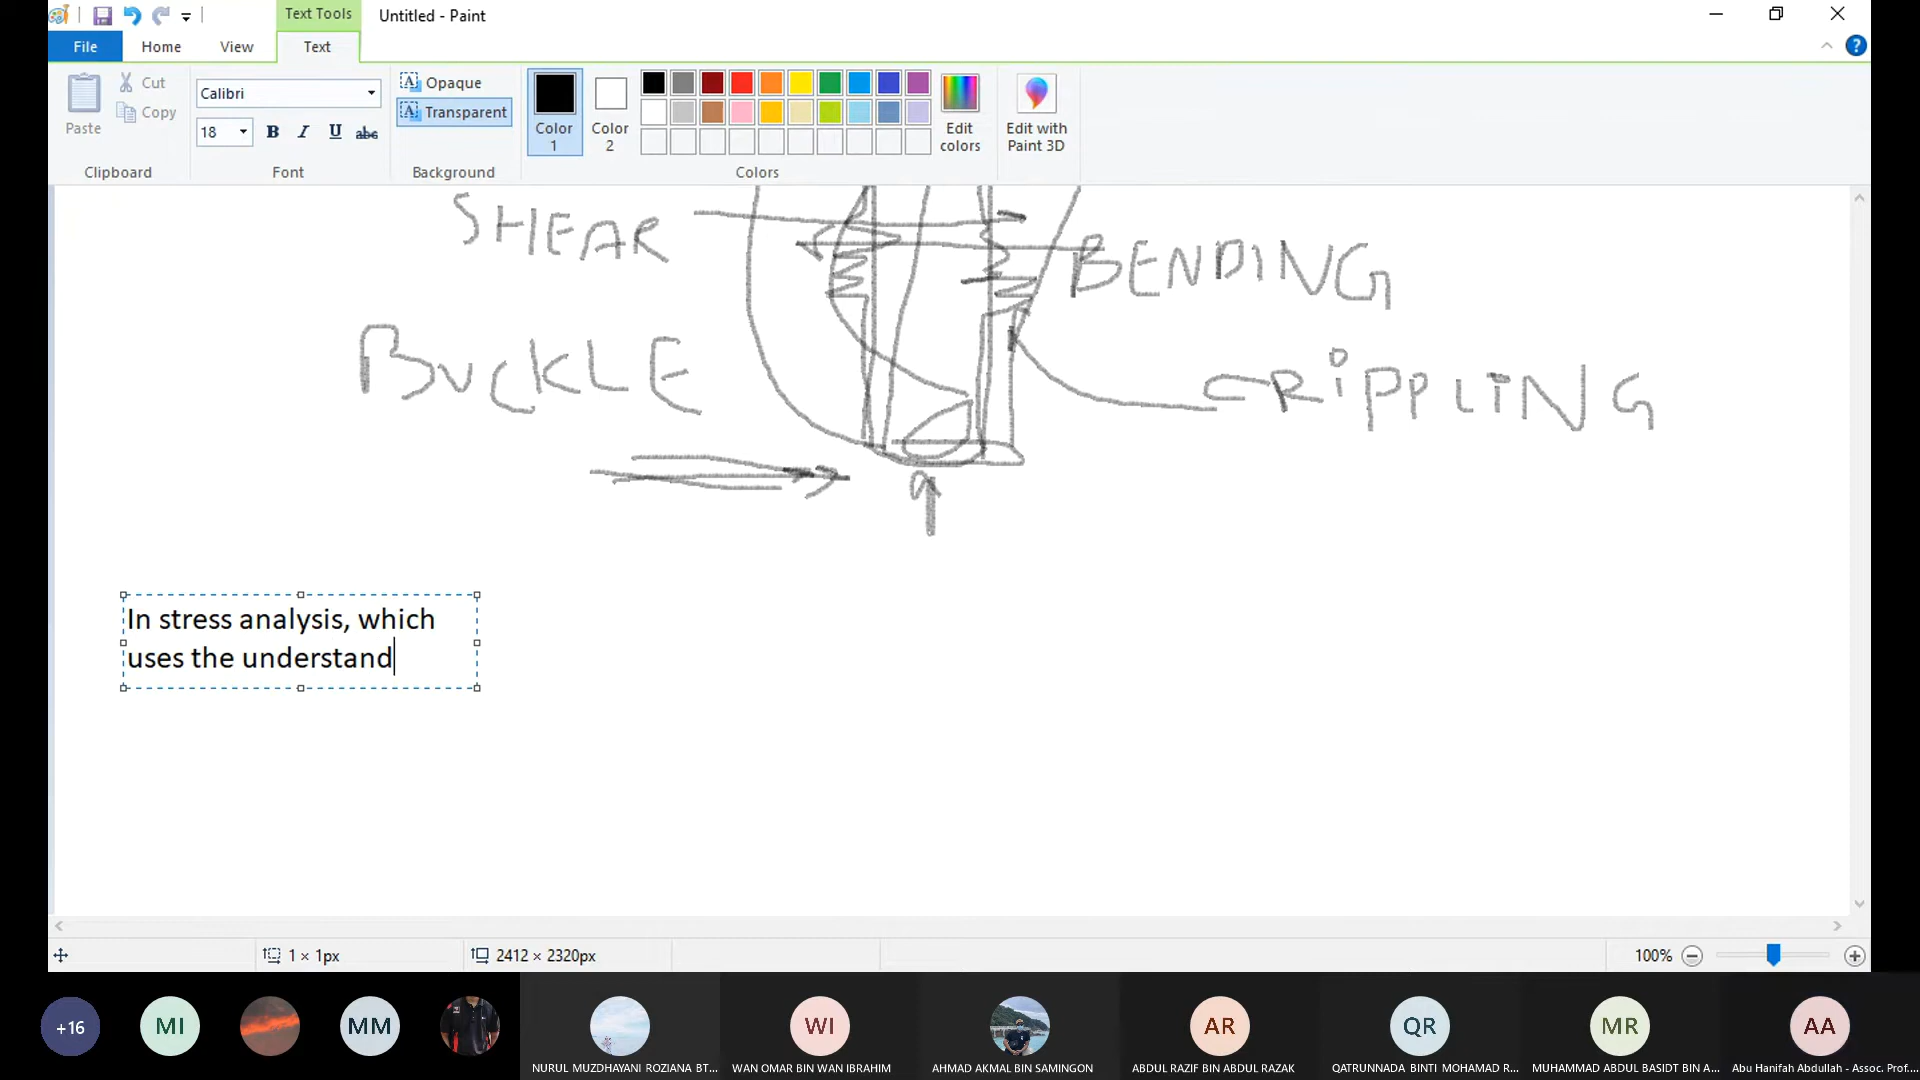 Text Tools
Untitled - Paint
File
Home
View
Text
Paste
Cut
Copy
Clipboard
Calibri
18
B I U abc
Font
A Opaque
A Transparent
Background
Color 1
Color 2
Edit colors
Colors
Edit with Paint 3D
SHEAR
BENDING
BUCKLE
CRIPPLING
In stress analysis, which
uses the understand
1 × 1px
2412 × 2320px
100%
+16
MI
MM
WI
AR
QR
MR
AA
NURUL MUZDHAYANI ROZIANA BT...
WAN OMAR BIN WAN IBRAHIM
AHMAD AKMAL BIN SAMINGON
ABDUL RAZIF BIN ABDUL RAZAK
QATRUNNADA BINTI MOHAMAD R...
MUHAMMAD ABDUL BASIDT BIN A...
Abu Hanifah Abdullah - Assoc. Prof....